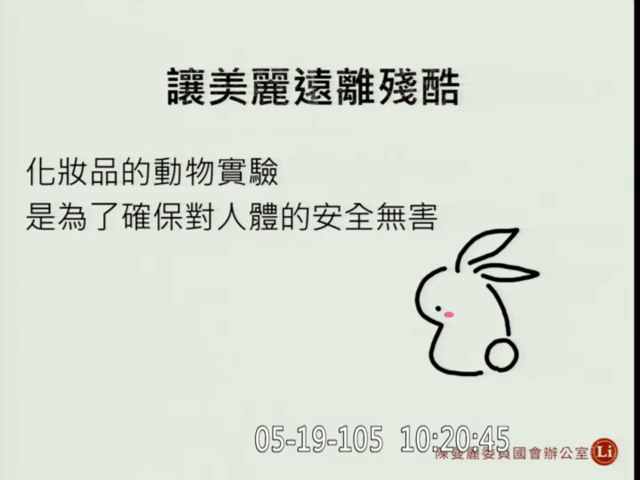 讓美麗遠離殘酷
化妝品的動物實驗
是為了確保對人體的安全無害
05-19-105 10:20:45
陳曼麗委員國會辦公室 Li